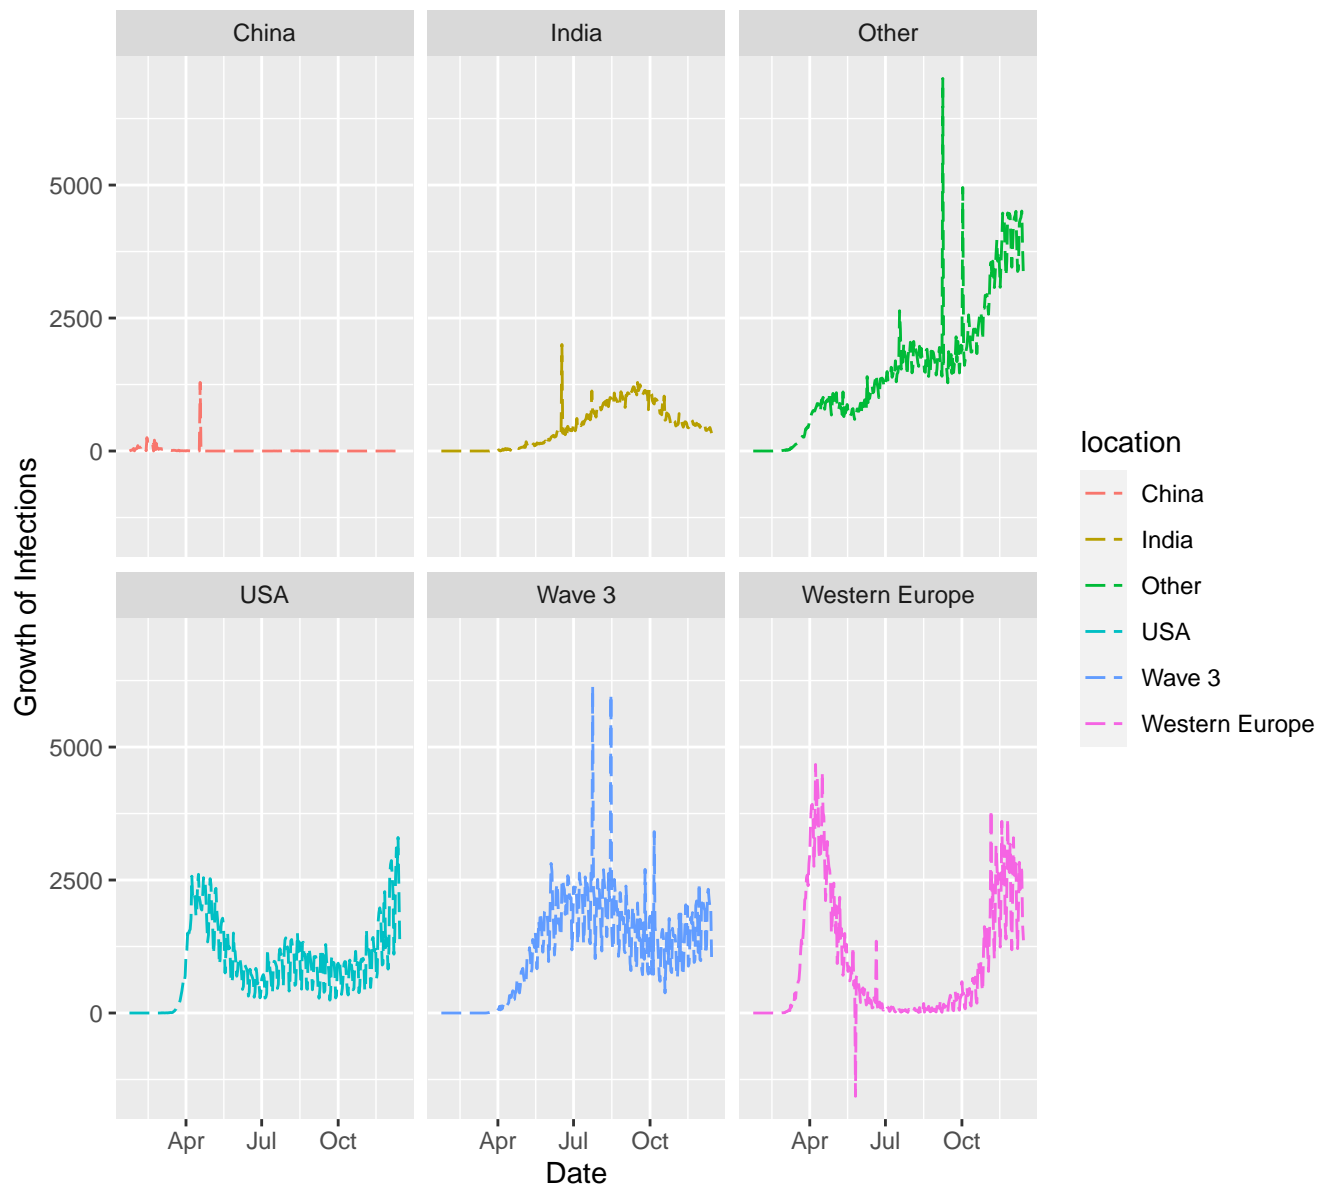 China
India
Other
5000
2500
0
USA
Wave 3
Western Europe
5000
2500
0
Apr
Jul
Oct
Apr
Jul
Oct
Apr
Jul
Oct
Date
Growth of Infections
location
China
India
Other
USA
Wave 3
Western Europe